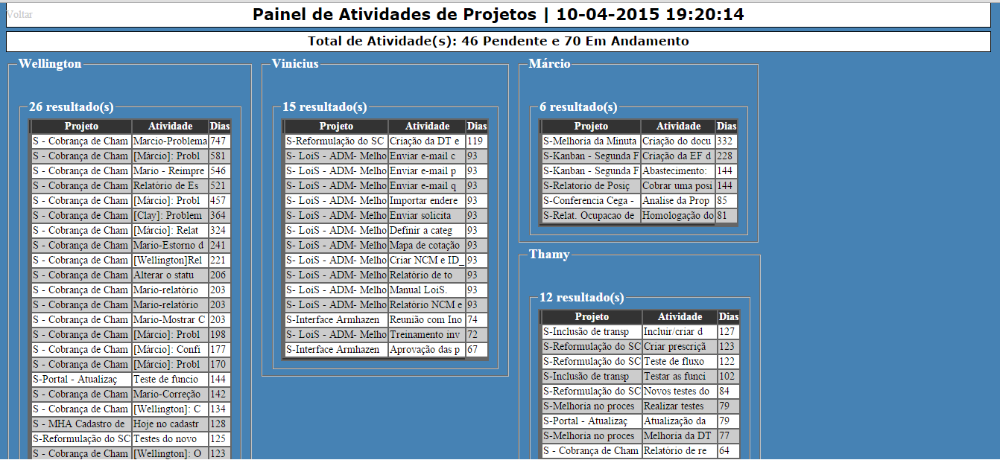 Voltar
Painel de Atividades de Projetos | 10-04-2015 19:20:14
Total de Atividade(s): 46 Pendente e 70 Em Andamento
Wellington
26 resultado(s)
Projeto Atividade Dias
S - Cobrança de Cham Marcio-Problema 747
S - Cobrança de Cham [Márcio]: Probl 581
S - Cobrança de Cham Mario - Reimpre 546
S - Cobrança de Cham Relatório de Es 521
S - Cobrança de Cham [Márcio]: Probl 457
S - Cobrança de Cham [Clay]: Problem 364
S - Cobrança de Cham [Márcio]: Relat 324
S - Cobrança de Cham Mario-Estorno d 241
S - Cobrança de Cham [Wellington]Rel 221
S - Cobrança de Cham Alterar o statu 206
S - Cobrança de Cham Mario-relatório 203
S - Cobrança de Cham Mario-relatório 203
S - Cobrança de Cham Mario-Mostrar C 203
S - Cobrança de Cham [Márcio]: Probl 198
S - Cobrança de Cham [Márcio]: Confi 177
S - Cobrança de Cham [Márcio]: Probl 170
S-Portal - Atualizaç Teste de funcio 144
S - Cobrança de Cham Mario-Correção 142
S - Cobrança de Cham [Wellington]: C 134
S - MHA Cadastro de Hoje no cadastr 128
S-Reformulação do SC Testes do novo 125
S - Cobrança de Cham [Wellington]: O 123
Vinicius
15 resultado(s)
Projeto Atividade Dias
S-Reformulação do SC Criação da DT e 119
S- LoiS - ADM- Melho Enviar e-mail c 93
S- LoiS - ADM- Melho Enviar e-mail p 93
S- LoiS - ADM- Melho Enviar e-mail q 93
S- LoiS - ADM- Melho Importar endere 93
S- LoiS - ADM- Melho Enviar solicita 93
S- LoiS - ADM- Melho Definir a categ 93
S- LoiS - ADM- Melho Mapa de cotação 93
S- LoiS - ADM- Melho Criar NCM e ID_ 93
S- LoiS - ADM- Melho Relatório de to 93
S- LoiS - ADM- Melho Manual LoiS. 93
S- LoiS - ADM- Melho Relatório NCM e 93
S-Interface Armhazen Reunião com Ino 74
S- LoiS - ADM- Melho Treinamento inv 72
S-Interface Armhazen Aprovação das p 67
Márcio
6 resultado(s)
Projeto Atividade Dias
S-Melhoria da Minuta Criação do docu 332
S-Kanban - Segunda F Criação da EF d 228
S-Kanban - Segunda F Abastecimento: 144
S-Relatorio de Posiç Cobrar uma posi 144
S-Conferencia Cega - Analise da Prop 85
S-Relat. Ocupacao de Homologação do 81
Thamy
12 resultado(s)
Projeto Atividade Dias
S-Inclusão de transp Incluir/criar d 127
S-Reformulação do SC Criar prescriçã 123
S-Reformulação do SC Teste de fluxo 122
S-Inclusão de transp Testar as funci 102
S-Reformulação do SC Novos testes do 84
S-Melhoria no proces Realizar testes 79
S-Portal - Atualizaç Atualização da 79
S-Melhoria no proces Melhoria da DT 77
S - Cobrança de Cham Relatório de re 64